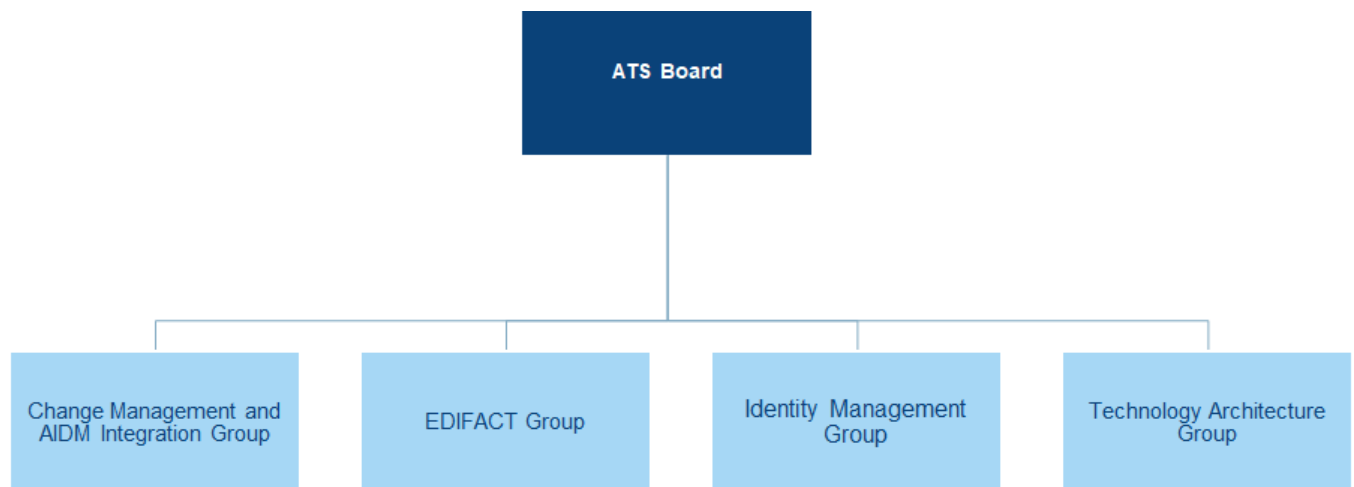 ATS Board
Change Management and
AIDM Integration Group
EDIFACT Group
Identity Management
Group
Technology Architecture
Group